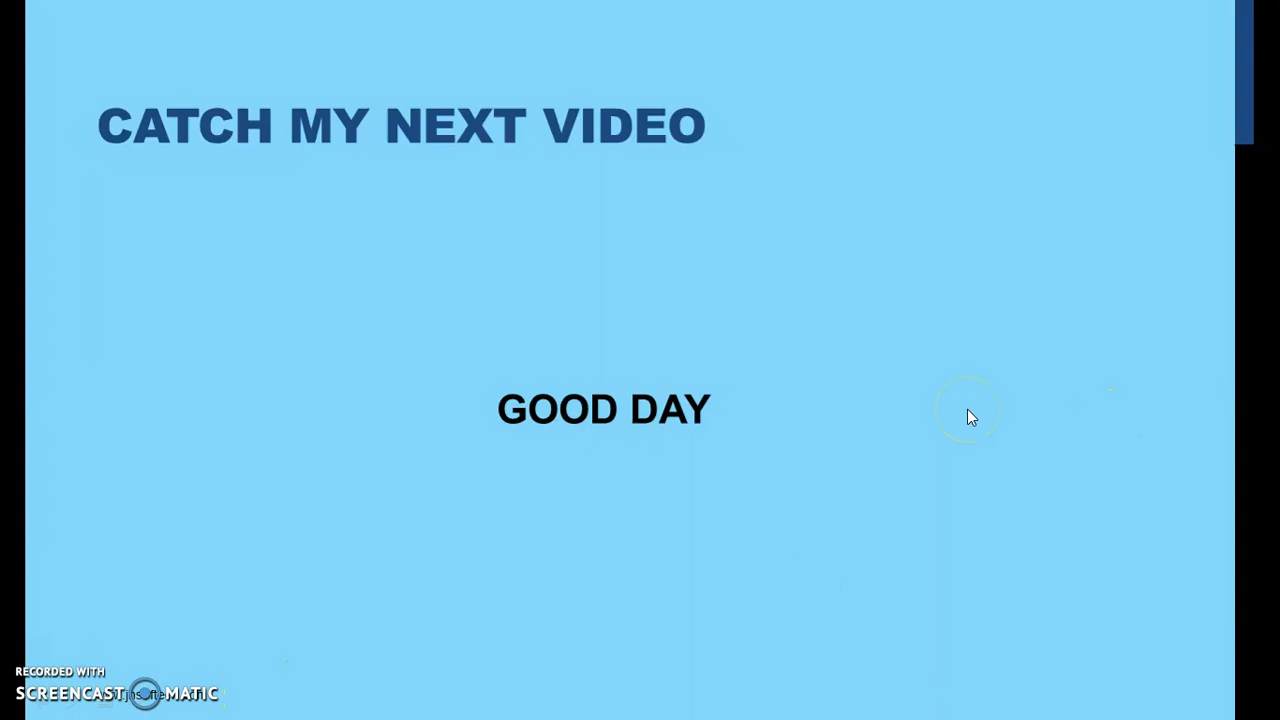 CATCH MY NEXT VIDEO
GOOD DAY
RECORDED WITH
SCREENCAST MATIC